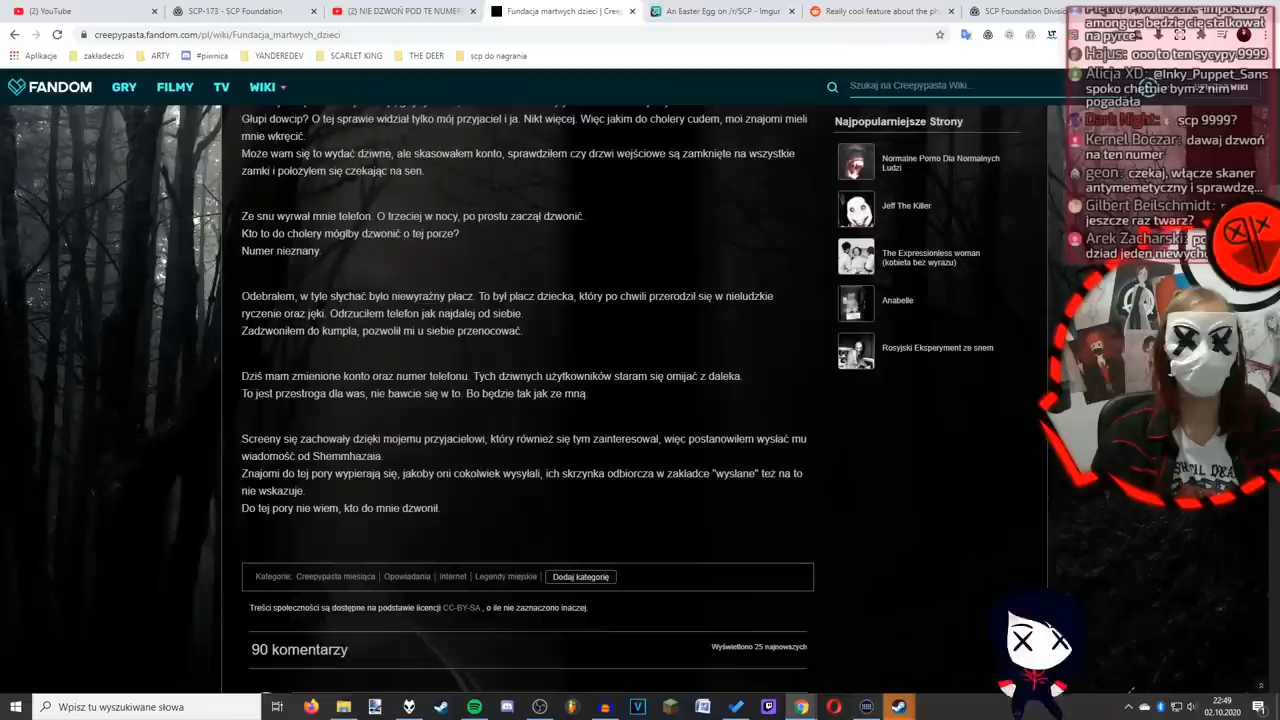 YouTube
SCP-173 - SCP Foundation
(2) NIE DZWOŃ POD TE NUMER
Fundacja martwych dzieci | Cree
An Easter Egg on /r/SCP - Imgur
Really cool feature about the ph
SCP Foundation Divis
creepypasta.fandom.com/pl/wiki/Fundacja_martwych_dzieci
Aplikacje
zakładeczki
ARTY
#piwnica
YANDEREDEV
CREEPYPASTY
THE DEER
scp do nagrania
FANDOM
GRY
FILMY
TV
WIKI
Szukaj na Creepypasta Wiki...
WIKI
Głupi dowcip? O tej sprawie widział tylko mój przyjaciel i ja. Nikt więcej. Więc jakim do cholery cudem, moi znajomi mieli
mnie wkręcić.
Może wam się to wydać dziwne, ale skasowałem konto, sprawdziłem czy drzwi wejściowe są zamknięte na wszystkie
zamki i położyłem się czekając na sen.
Ze snu wyrwał mnie telefon. O trzeciej w nocy, po prostu zaczął dzwonić.
Kto to do cholery mógłby dzwonić o tej porze?
Numer nieznany.
Odebrałem, w tyle słychać było niewyraźny płacz. To był płacz dziecka, który po chwili przerodził się w nieludzkie
ryczenie oraz jęki. Odrzuciłem telefon jak najdalej od siebie.
Zadzwoniłem do kumpla, pozwolił mi u siebie przenocować.
Dziś mam zmienione konto oraz numer telefonu. Tych dziwnych użytkowników staram się omijać z daleka.
To jest przestroga dla was, nie bawcie się w to. Bo będzie tak jak ze mną.
Screeny się zachowały dzięki mojemu przyjacielowi, który również się tym zainteresował, więc postanowiłem wysłać mu
wiadomość od Shemmhazaia.
Znajomi do tej pory wypierają się, jakoby oni cokolwiek wysyłali, ich skrzynka odbiorcza w zakładce "wysłane" też na to
nie wskazuje.
Do tej pory nie wiem, kto do mnie dzwonił.
Kategorie: Creepypasta miesiąca
Opowiadania
Internet
Legendy miejskie
Dodaj kategorię
Treści społeczności są dostępne na podstawie licencji CC-BY-SA , o ile nie zaznaczono inaczej.
90 komentarzy
Wyświetlono 25 najnowszych
Najpopularniejsze Strony
Normalne Porno Dla Normalnych
Ludzi
Jeff The Killer
The Expressionless woman
(kobieta bez wyrazu)
Anabelle
Rosyjski Eksperyment ze snem
Piwniczak: impostor z
among us będzie cię stalkował
na pyrce
Hajus: ooo to ten sycypy 9999
Alicja XD: @Inky_Puppet_Sans
spoko chętnie bym z nim
pogadała
Dark Night: scp 9999?
Kernel Boczar: dawaj dzwoń
na ten numer
geon: czekaj, włącze skaner
antymemetyczny i sprawdzę...
Gilbert Beilschmidt:
jeszcze raz twarz?
Arek Zacharski:
dziad jeden
Wpisz tu wyszukiwane słowa
22:49
02.10.2020